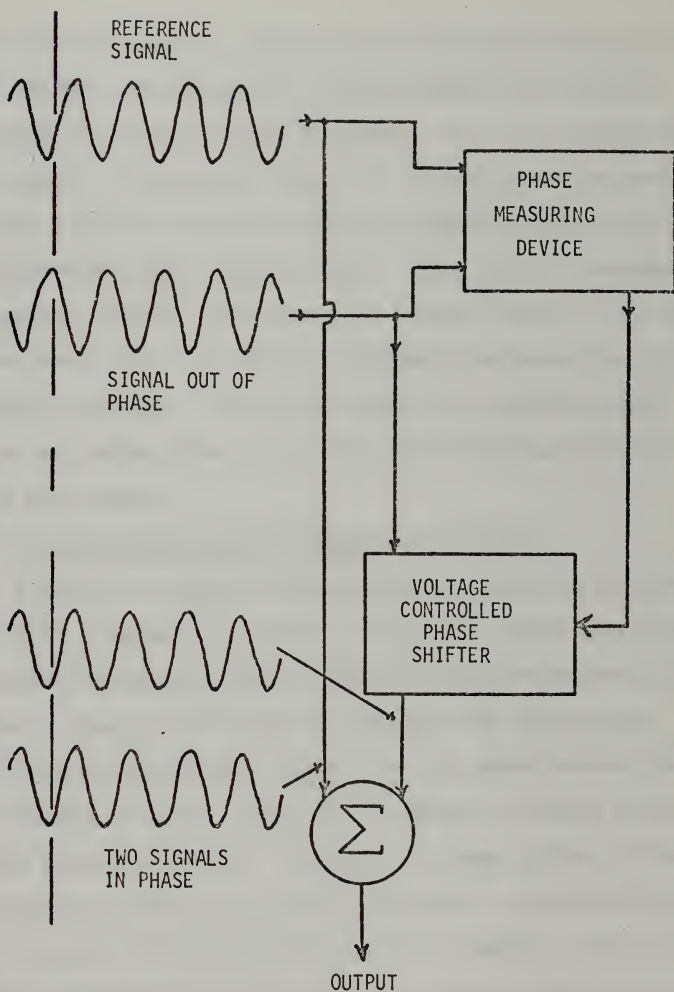 REFERENCE
SIGNAL
PHASE
MEASURING
DEVICE
SIGNAL OUT OF
PHASE
VOLTAGE
CONTROLLED
PHASE
SHIFTER
Σ
TWO SIGNALS
IN PHASE
OUTPUT